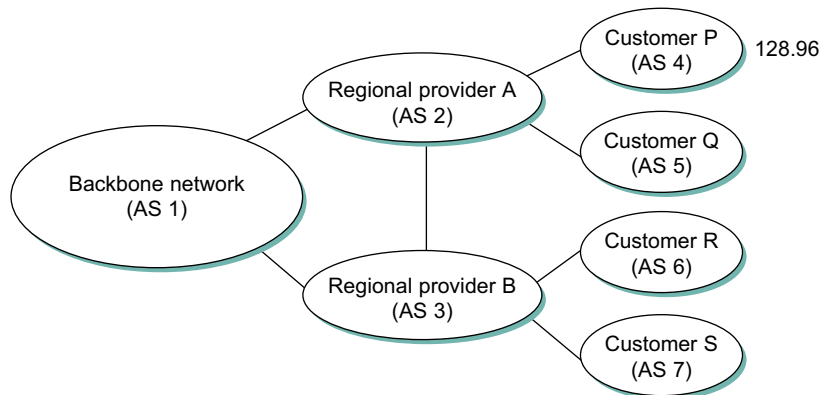 Backbone network
(AS 1)
Regional provider A
(AS 2)
Regional provider B
(AS 3)
Customer P
(AS 4)
128.96
Customer Q
(AS 5)
Customer R
(AS 6)
Customer S
(AS 7)